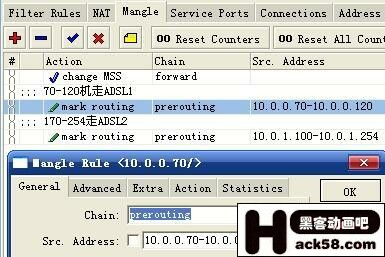 Filter Rules NAT Mangle Service Ports Connections Address
00 Reset Counters 00 Reset All Count
# Action Chain Src. Address
change MSS forward
;;; 70-120机走ADSL1
mark routing prerouting 10.0.0.70-10.0.0.120
;;; 170-254走ADSL2
mark routing prerouting 10.0.1.100-10.0.1.254
Mangle Rule <10.0.0.70/>
General Advanced Extra Action Statistics OK
Chain: prerouting
Src. Address: 10.0.0.70-10.0.0
黑客动画吧
Hack58.com